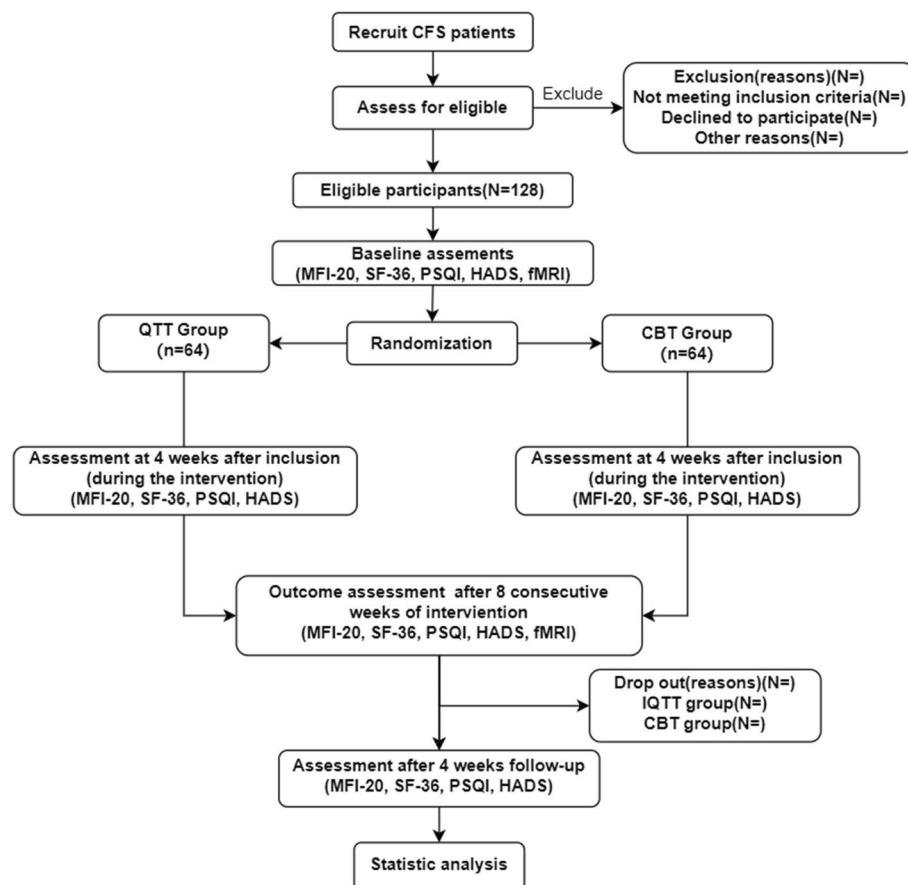 Recruit CFS patients
Assess for eligible
Exclude
Exclusion(reasons)(N=)
Not meeting inclusion criteria(N=)
Declined to participate(N=)
Other reasons(N=)
Eligible participants(N=128)
Baseline assements
(MFI-20, SF-36, PSQI, HADS, fMRI)
QTT Group
(n=64)
Randomization
CBT Group
(n=64)
Assessment at 4 weeks after inclusion
(during the intervention)
(MFI-20, SF-36, PSQI, HADS)
Assessment at 4 weeks after inclusion
(during the intervention)
(MFI-20, SF-36, PSQI, HADS)
Outcome assessment after 8 consecutive
weeks of interviention
(MFI-20, SF-36, PSQI, HADS, fMRI)
Drop out(reasons)(N=)
IQTT group(N=)
CBT group(N=)
Assessment after 4 weeks follow-up
(MFI-20, SF-36, PSQI, HADS)
Statistic analysis